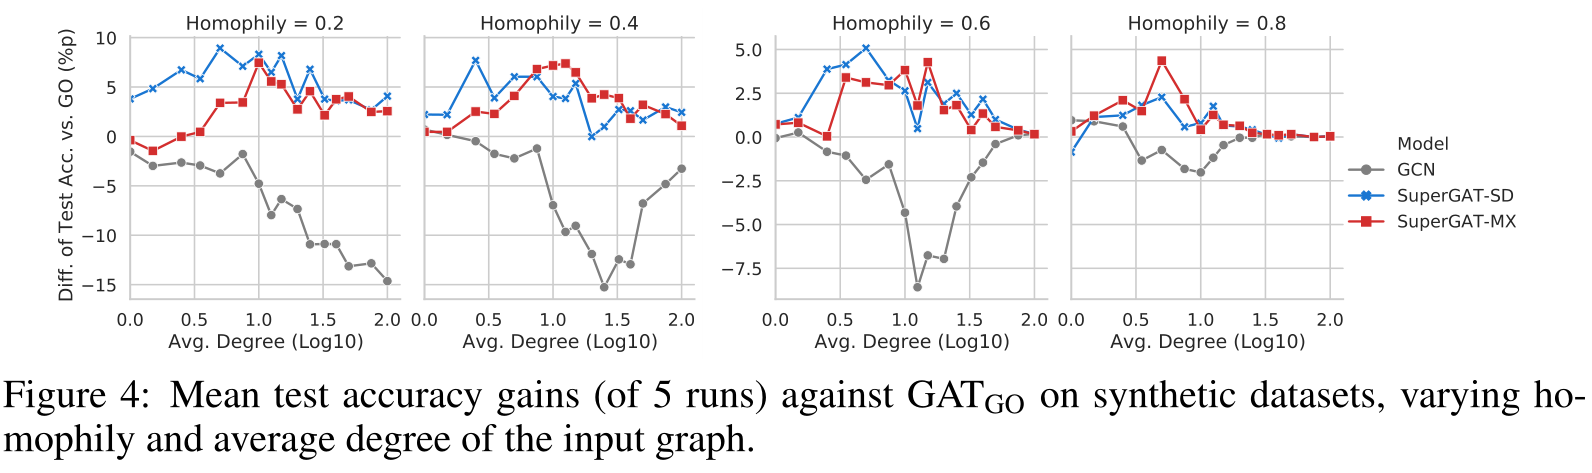 Homophily = 0.2 Homophily = 0.4 Homophily = 0.6 Homophily = 0.8
Diff. of Test Acc. vs. GO (%p)
10
5
0
−5
−10
−15
5.0
2.5
0.0
−2.5
−5.0
−7.5
0.0 0.5 1.0 1.5 2.0 0.0 0.5 1.0 1.5 2.0 0.0 0.5 1.0 1.5 2.0 0.0 0.5 1.0 1.5 2.0
Avg. Degree (Log10) Avg. Degree (Log10) Avg. Degree (Log10) Avg. Degree (Log10)
Model
GCN
SuperGAT-SD
SuperGAT-MX
Figure 4: Mean test accuracy gains (of 5 runs) against GAT_GO on synthetic datasets, varying ho-
mophily and average degree of the input graph.